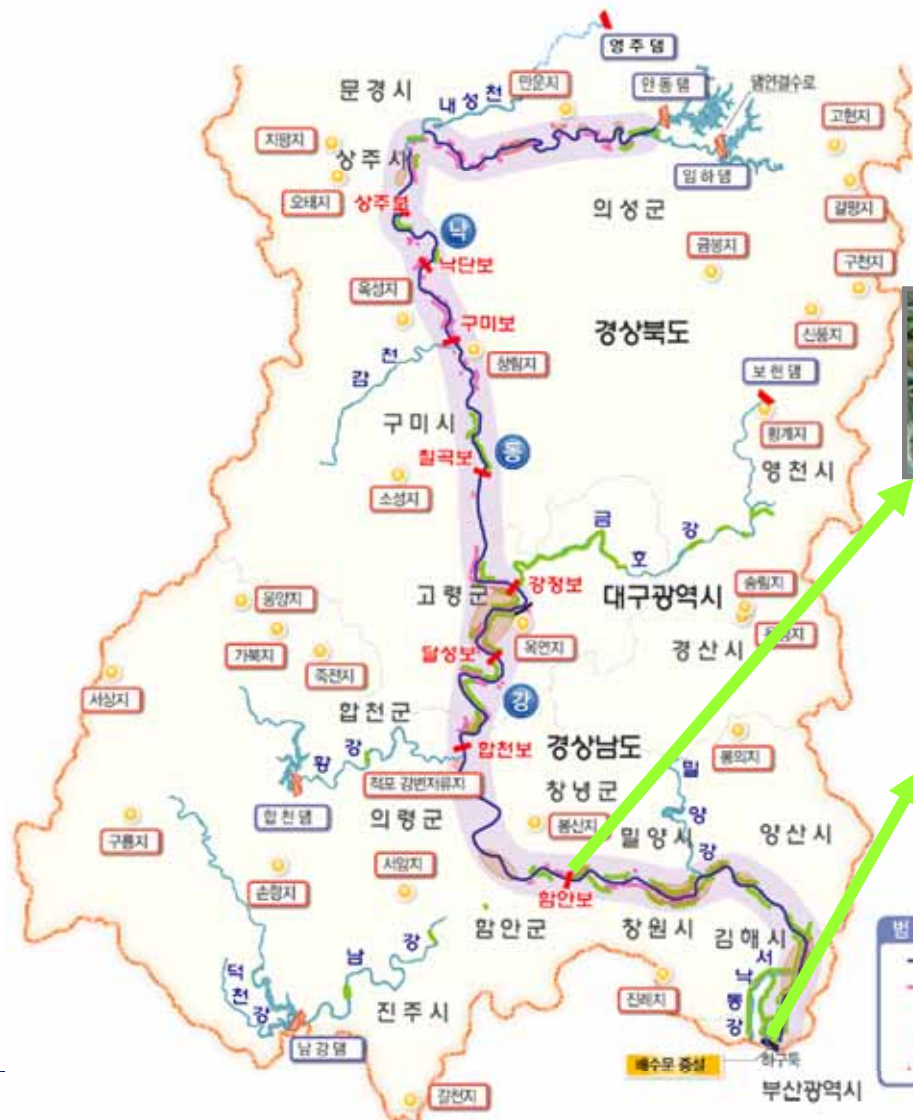 영주댐
안동댐
댐연결수로
만운지
문경시
내성천
고현지
지평지
상주시
임하댐
오태지
의성군
상주보
갈평지
낙
금봉지
낙단보
구천지
옥성지
구미보
경상북도
신풍지
감천
상림지
보현댐
구미시
횡계지
칠곡보
동
영천시
소성지
금호강
강정보
고령군
대구광역시
송림지
웅양지
옥연지
가북지
달성보
경산시
죽전지
서상지
합천군
강
합천보
경상남도
봉의지
황강
적포 강변저류지
창녕군
밀양강
합천댐
의령군
봉산지
밀양시
양산시
구룡지
서암지
손항지
함안보
함안군
창원시
김해시
범
남강
서낙동강
덕천강
진주시
진례지
남강댐
배수문 증설
하구둑
부산광역시
갈천지